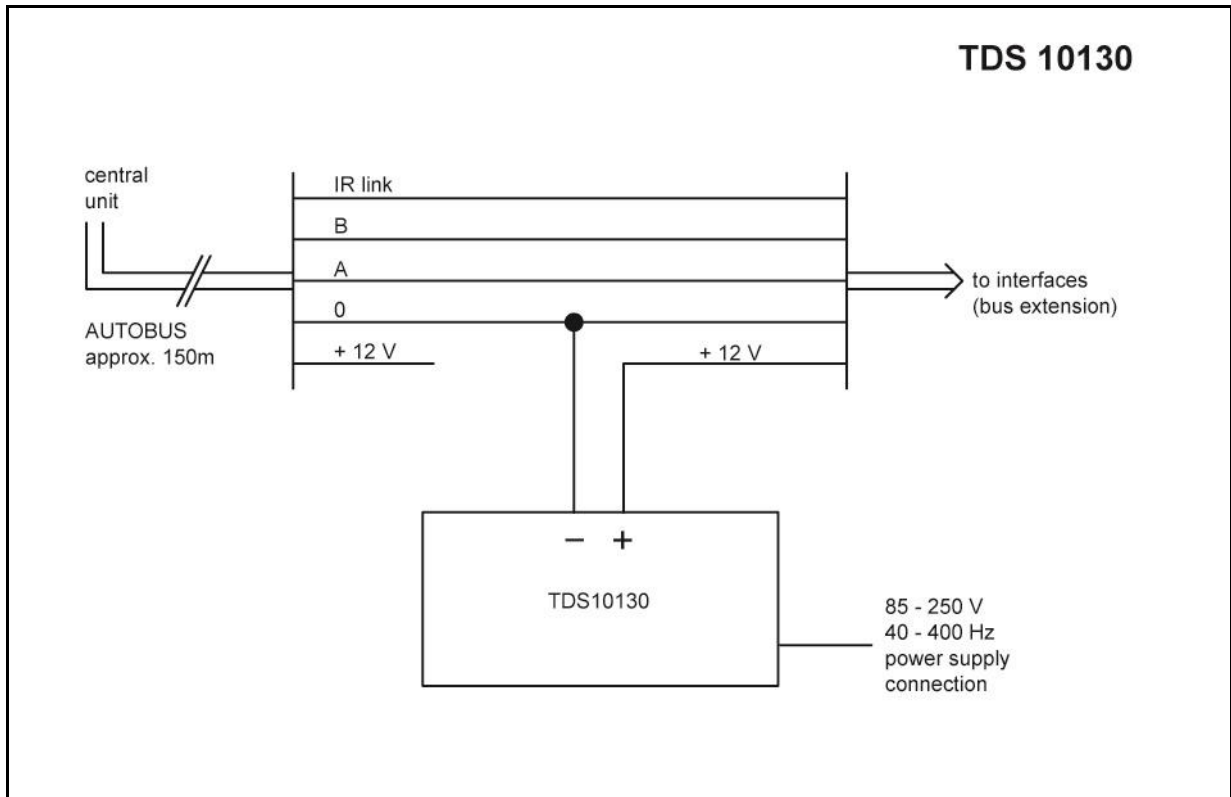 TDS 10130
central
unit
IR link
B
A
0
+ 12 V
+ 12 V
AUTOBUS
approx. 150m
to interfaces
(bus extension)
− +
TDS10130
85 - 250 V
40 - 400 Hz
power supply
connection